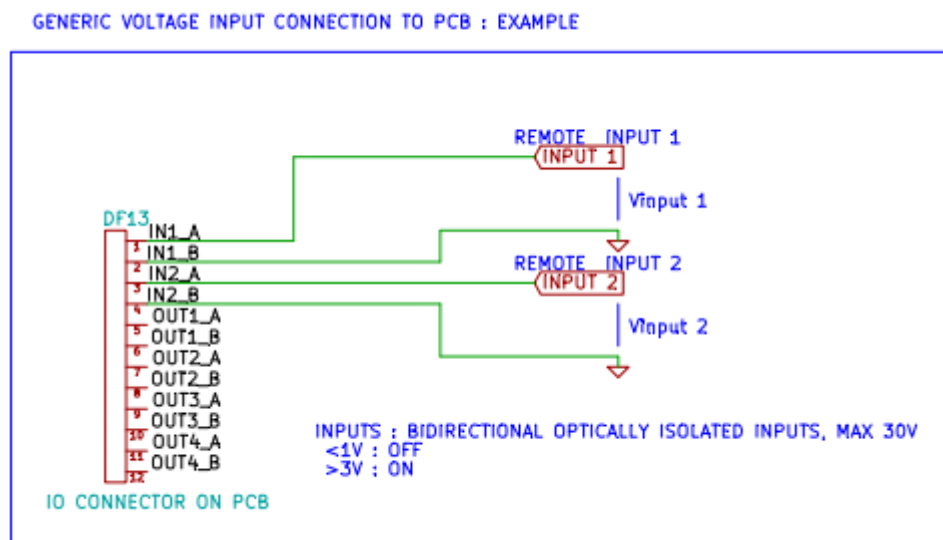 GENERIC VOLTAGE INPUT CONNECTION TO PCB : EXAMPLE
REMOTE INPUT 1
INPUT 1
Vinput 1
DF13
IN1_A
1
IN1_B
2
REMOTE INPUT 2
IN2_A
INPUT 2
3
IN2_B
4
OUT1_A
Vinput 2
5
OUT1_B
6
OUT2_A
7
OUT2_B
8
OUT3_A
9
OUT3_B
10
OUT4_A
11
OUT4_B
12
INPUTS : BIDIRECTIONAL OPTICALLY ISOLATED INPUTS, MAX 30V
<1V : OFF
>3V : ON
IO CONNECTOR ON PCB